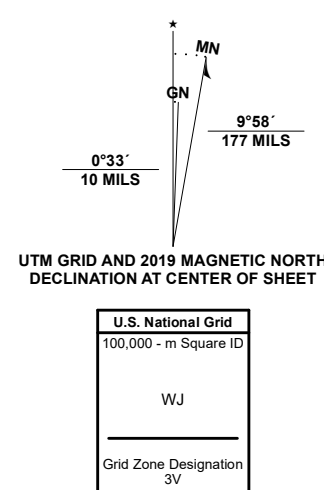 ★
MN
GN
9°58´
177 MILS
0°33´
10 MILS
UTM GRID AND 2019 MAGNETIC NORTH
DECLINATION AT CENTER OF SHEET
U.S. National Grid
100,000 - m Square ID
WJ
Grid Zone Designation
3V